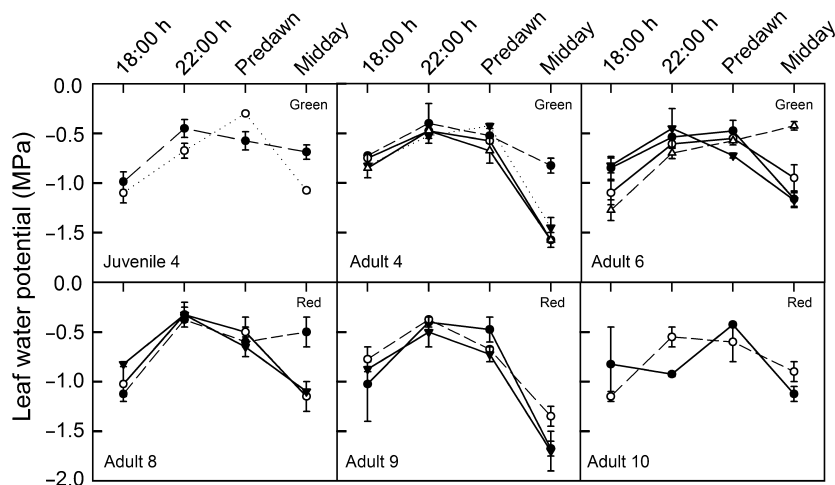 18:00 h 22:00 h Predawn Midday 18:00 h 22:00 h Predawn Midday 18:00 h 22:00 h Predawn Midday
Leaf water potential (MPa)
0.0
Green Green Green
−0.5
−1.0
−1.5
Juvenile 4 Adult 4 Adult 6
0.0
Red Red Red
−0.5
−1.0
−1.5
Adult 8 Adult 9 Adult 10
−2.0